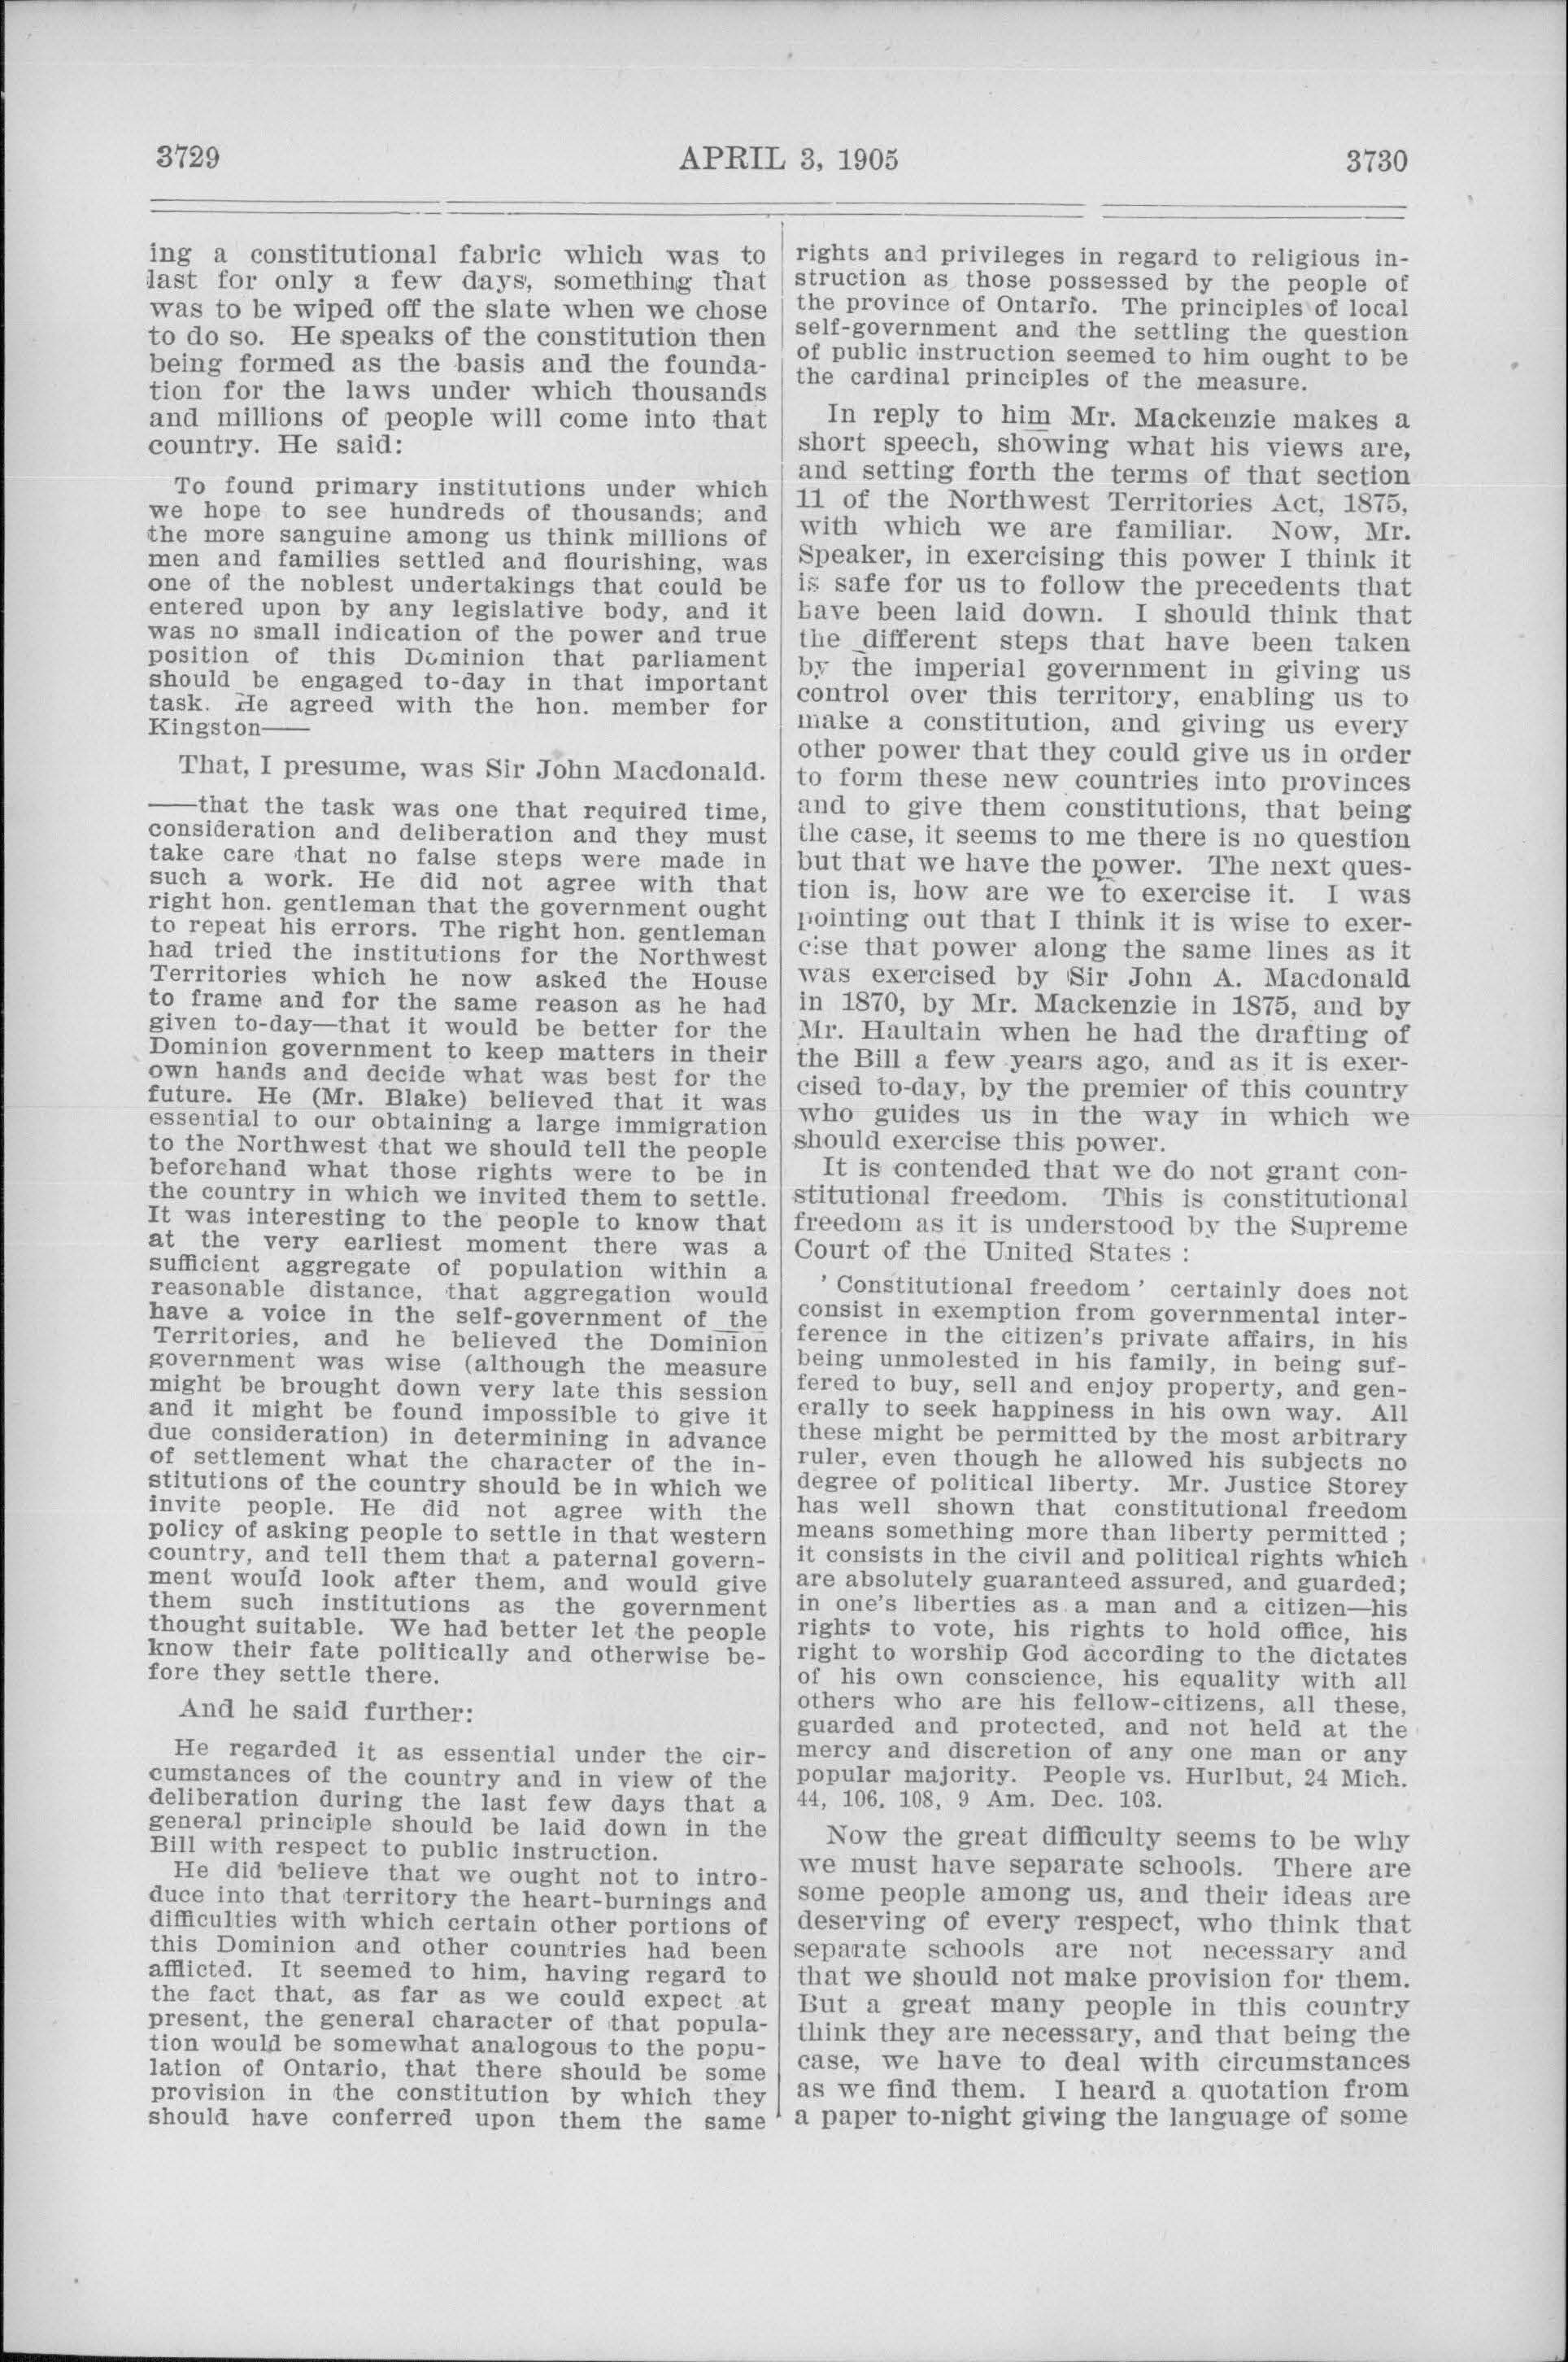 3729
APRIL 3, 1905
3730
ing a constitutional fabric which was to
last for only a few days, something that
was to be wiped off the slate when we chose
to do so. He speaks of the constitution then
being formed as the basis and the founda-
tion for the laws under which thousands
and millions of people will come into that
country. He said:
To found primary institutions under which
we hope to see hundreds of thousands; and
the more sanguine among us think millions of
men and families settled and flourishing, was
one of the noblest undertakings that could be
entered upon by any legislative body, and it
was no small indication of the power and true
position of this Dominion that parliament
should be engaged to-day in that important
task. He agreed with the hon. member for
Kingston——
That, I presume, was Sir John Macdonald.
——that the task was one that required time,
consideration and deliberation and they must
take care that no false steps were made in
such a work. He did not agree with that
right hon. gentleman that the government ought
to repeat his errors. The right hon. gentleman
had tried the institutions for the Northwest
Territories which he now asked the House
to frame and for the same reason as he had
given to-day—that it would be better for the
Dominion government to keep matters in their
own hands and decide what was best for the
future. He (Mr. Blake) believed that it was
essential to our obtaining a large immigration
to the Northwest that we should tell the people
beforehand what those rights were to be in
the country in which we invited them to settle.
It was interesting to the people to know that
at the very earliest moment there was a
sufficient aggregate of population within a
reasonable distance, that aggregation would
have a voice in the self-government of the
Territories, and he believed the Dominion
government was wise (although the measure
might be brought down very late this session
and it might be found impossible to give it
due consideration) in determining in advance
of settlement what the character of the in-
stitutions of the country should be in which we
invite people. He did not agree with the
policy of asking people to settle in that western
country, and tell them that a paternal govern-
ment would look after them, and would give
them such institutions as the government
thought suitable. We had better let the people
know their fate politically and otherwise be-
fore they settle there.
And he said further:
He regarded it as essential under the cir-
cumstances of the country and in view of the
deliberation during the last few days that a
general principle should be laid down in the
Bill with respect to public instruction.
He did believe that we ought not to intro-
duce into that territory the heart-burnings and
difficulties with which certain other portions of
this Dominion and other countries had been
afflicted. It seemed to him, having regard to
the fact that, as far as we could expect at
present, the general character of that popula-
tion would be somewhat analogous to the popu-
lation of Ontario, that there should be some
provision in the constitution by which they
should have conferred upon them the same
rights and privileges in regard to religious in-
struction as those possessed by the people of
the province of Ontario. The principles of local
self-government and the settling the question
of public instruction seemed to him ought to be
the cardinal principles of the measure.
In reply to him Mr. Mackenzie makes a
short speech, showing what his views are,
and setting forth the terms of that section
11 of the Northwest Territories Act, 1875,
with which we are familiar. Now, Mr.
Speaker, in exercising this power I think it
is safe for us to follow the precedents that
have been laid down. I should think that
the different steps that have been taken
by the imperial government in giving us
control over this territory, enabling us to
make a constitution, and giving us every
other power that they could give us in order
to form these new countries into provinces
and to give them constitutions, that being
the case, it seems to me there is no question
but that we have the power. The next ques-
tion is, how are we to exercise it. I was
pointing out that I think it is wise to exer-
cise that power along the same lines as it
was exercised by Sir John A. Macdonald
in 1870, by Mr. Mackenzie in 1875, and by
Mr. Haultain when he had the drafting of
the Bill a few years ago, and as it is exer-
cised to-day, by the premier of this country
who guides us in the way in which we
should exercise this power.
It is contended that we do not grant con-
stitutional freedom. This is constitutional
freedom as it is understood by the Supreme
Court of the United States :
' Constitutional freedom ' certainly does not
consist in exemption from governmental inter-
ference in the citizen's private affairs, in his
being unmolested in his family, in being suf-
fered to buy, sell and enjoy property, and gen-
erally to seek happiness in his own way. All
these might be permitted by the most arbitrary
ruler, even though he allowed his subjects no
degree of political liberty. Mr. Justice Storey
has well shown that constitutional freedom
means something more than liberty permitted ;
it consists in the civil and political rights which
are absolutely guaranteed assured, and guarded;
in one's liberties as a man and a citizen—his
rights to vote, his rights to hold office, his
right to worship God according to the dictates
of his own conscience, his equality with all
others who are his fellow-citizens, all these,
guarded and protected, and not held at the
mercy and discretion of any one man or any
popular majority. People vs. Hurlbut, 24 Mich.
44, 106, 108, 9 Am. Dec. 103.
Now the great difficulty seems to be why
we must have separate schools. There are
some people among us, and their ideas are
deserving of every respect, who think that
separate schools are not necessary and
that we should not make provision for them.
But a great many people in this country
think they are necessary, and that being the
case, we have to deal with circumstances
as we find them. I heard a quotation from
a paper to-night giving the language of some